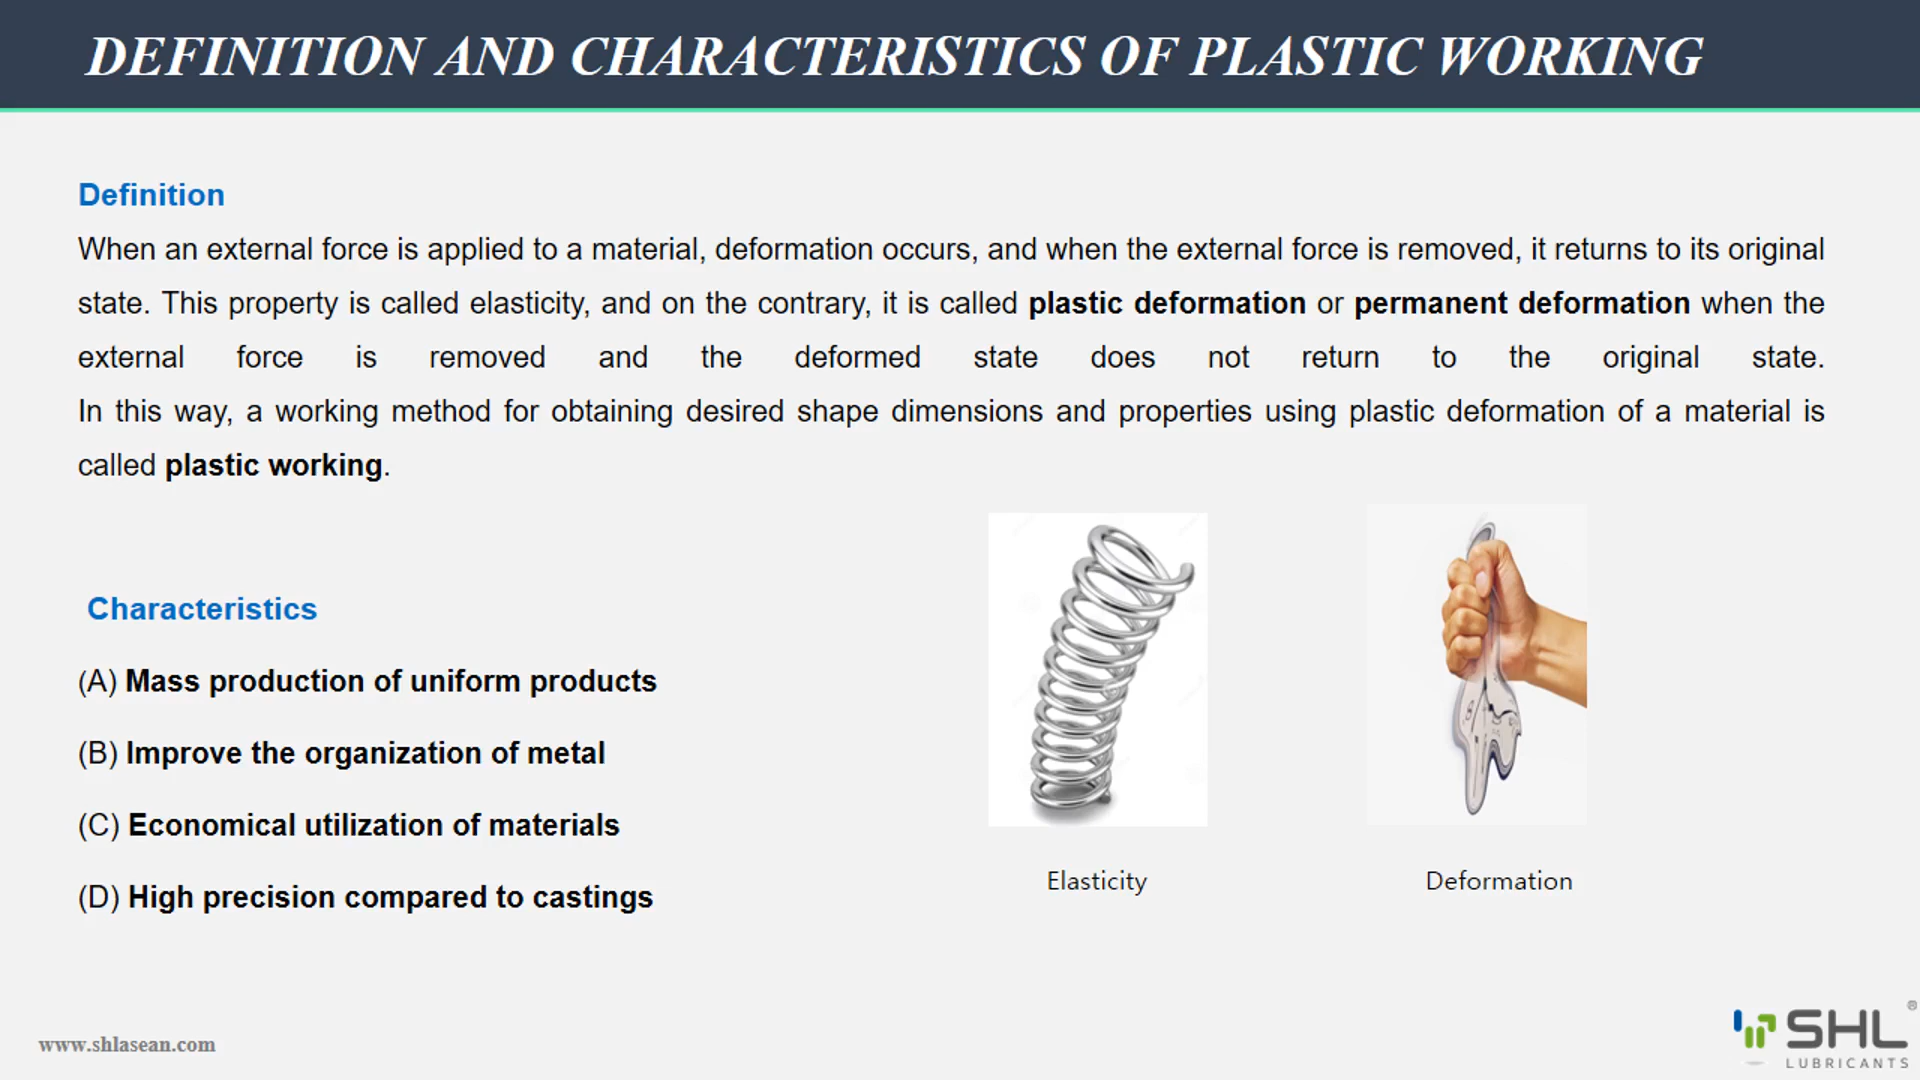 DEFINITION AND CHARACTERISTICS OF PLASTIC WORKING
Definition
When an external force is applied to a material, deformation occurs, and when the external force is removed, it returns to its original
state. This property is called elasticity, and on the contrary, it is called plastic deformation or permanent deformation when the
external force is removed and the deformed state does not return to the original state.
In this way, a working method for obtaining desired shape dimensions and properties using plastic deformation of a material is
called plastic working.
Characteristics
(A) Mass production of uniform products
(B) Improve the organization of metal
(C) Economical utilization of materials
(D) High precision compared to castings
Elasticity
Deformation
www.shlasean.com
SHL®
LUBRICANTS